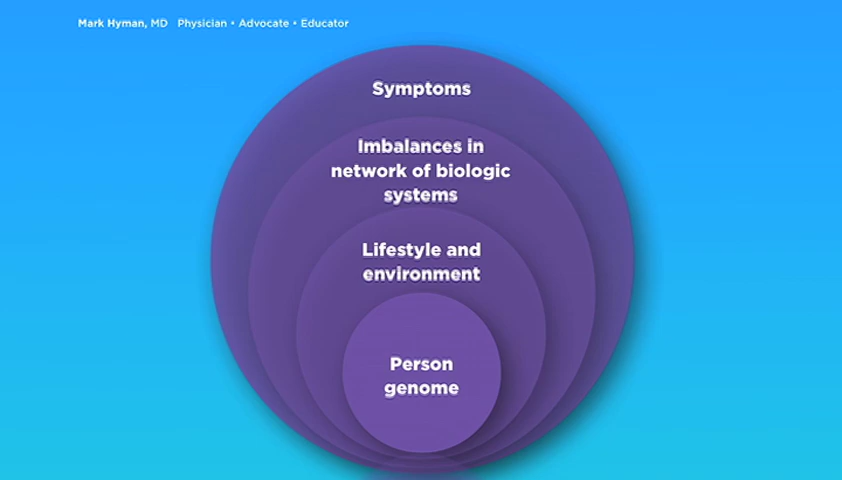 Mark Hyman, MD Physician • Advocate • Educator
Symptoms
Imbalances in
network of biologic
systems
Lifestyle and
environment
Person
genome